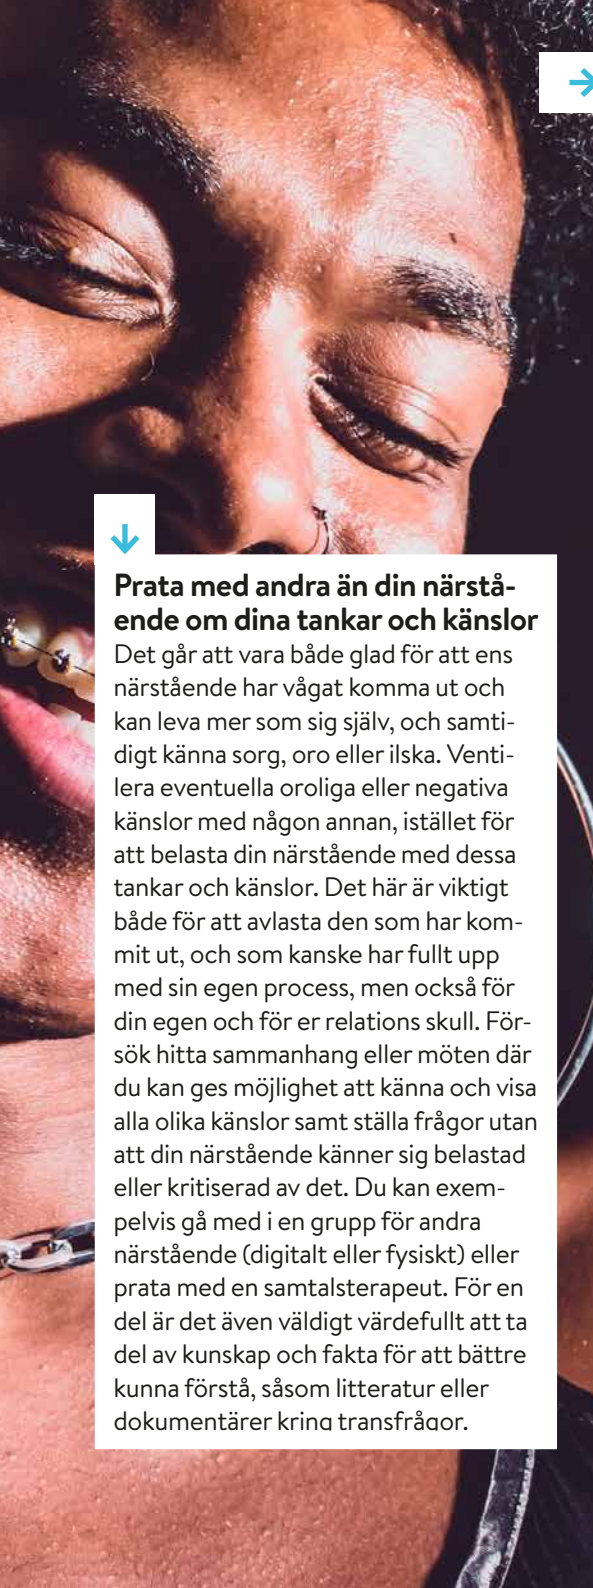 Prata med andra än din närstå-
ende om dina tankar och känslor
Det går att vara både glad för att ens
närstående har vågat komma ut och
kan leva mer som sig själv, och samti-
digt känna sorg, oro eller ilska. Venti-
lera eventuella oroliga eller negativa
känslor med någon annan, istället för
att belasta din närstående med dessa
tankar och känslor. Det här är viktigt
både för att avlasta den som har kom-
mit ut, och som kanske har fullt upp
med sin egen process, men också för
din egen och för er relations skull. För-
sök hitta sammanhang eller möten där
du kan ges möjlighet att känna och visa
alla olika känslor samt ställa frågor utan
att din närstående känner sig belastad
eller kritiserad av det. Du kan exem-
pelvis gå med i en grupp för andra
närstående (digitalt eller fysiskt) eller
prata med en samtalsterapeut. För en
del är det även väldigt värdefullt att ta
del av kunskap och fakta för att bättre
kunna förstå, såsom litteratur eller
dokumentärer kring transfrågor.